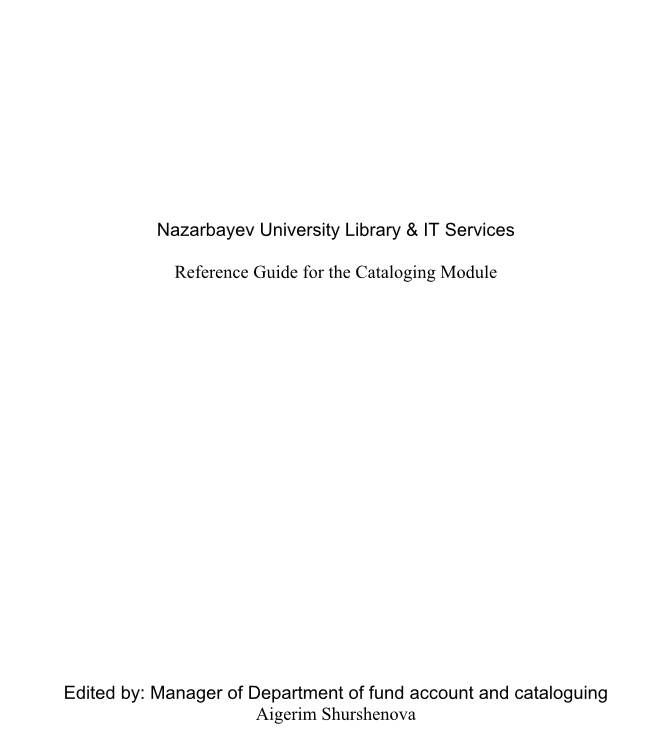 Nazarbayev University Library & IT Services
Reference Guide for the Cataloging Module
Edited by: Manager of Department of fund account and cataloguing
Aigerim Shurshenova